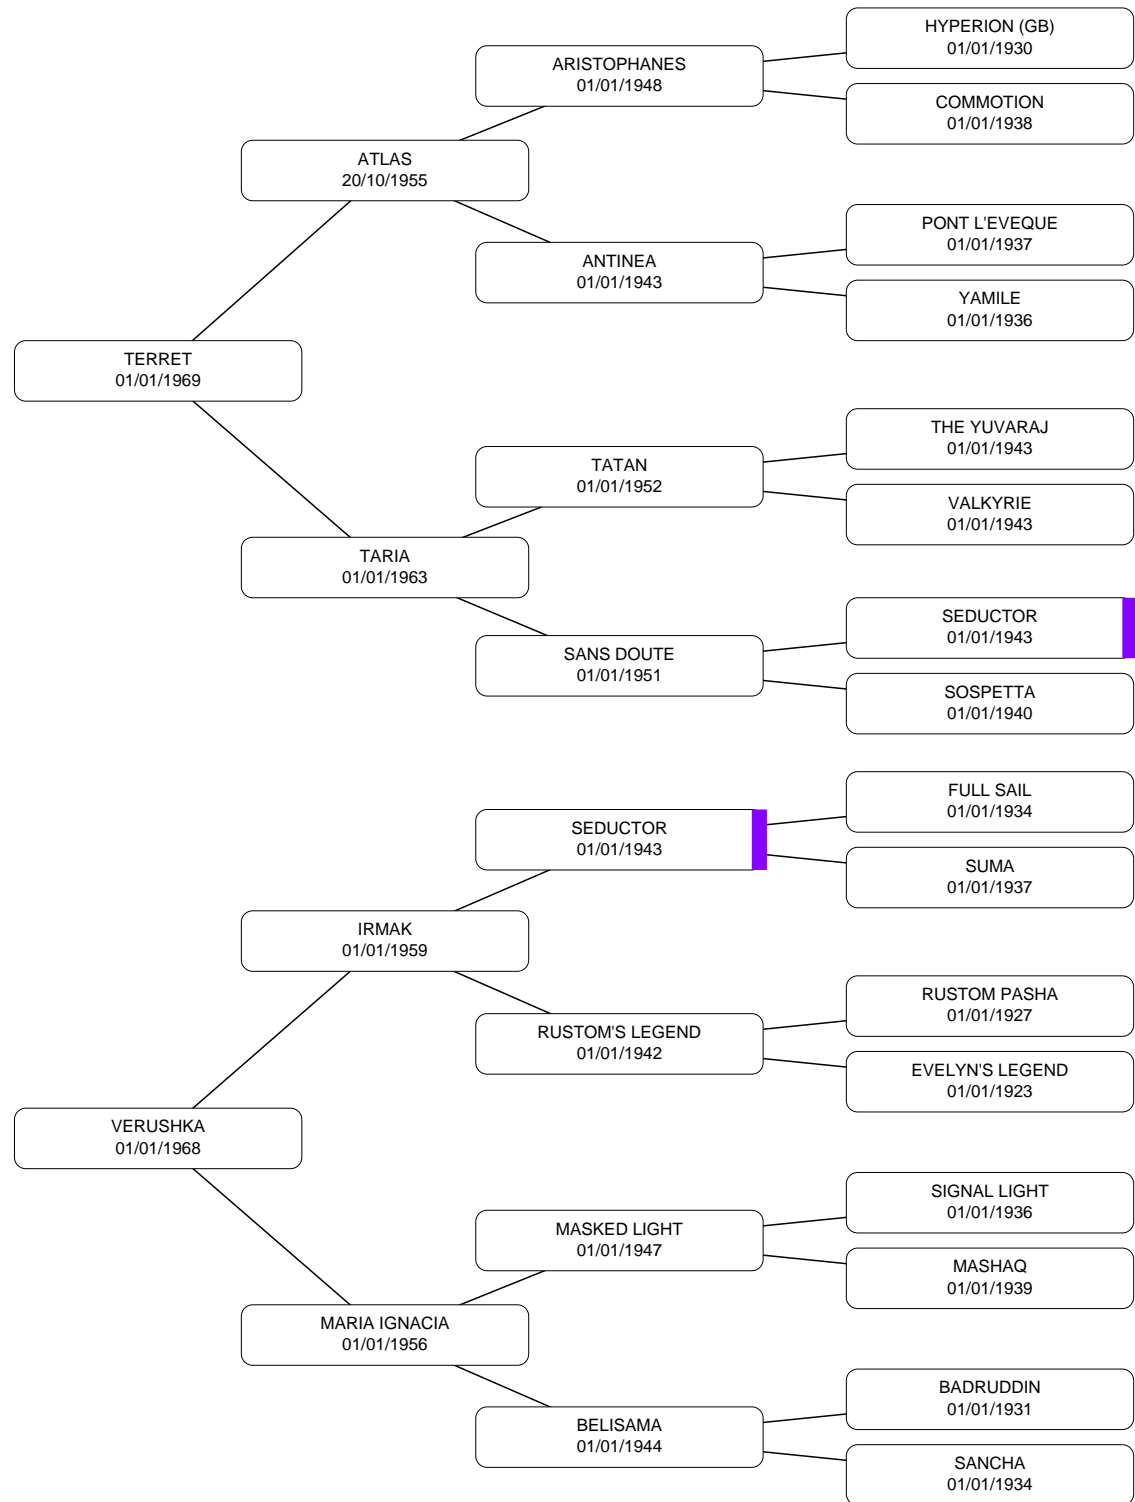 HYPERION (GB)
01/01/1930
ARISTOPHANES
01/01/1948
COMMOTION
01/01/1938
ATLAS
20/10/1955
PONT L'EVEQUE
01/01/1937
ANTINEA
01/01/1943
YAMILE
01/01/1936
TERRET
01/01/1969
THE YUVARAJ
01/01/1943
TATAN
01/01/1952
VALKYRIE
01/01/1943
TARIA
01/01/1963
SEDUCTOR
01/01/1943
SANS DOUTE
01/01/1951
SOSPETTA
01/01/1940
FULL SAIL
01/01/1934
SEDUCTOR
01/01/1943
SUMA
01/01/1937
IRMAK
01/01/1959
RUSTOM PASHA
01/01/1927
RUSTOM'S LEGEND
01/01/1942
EVELYN'S LEGEND
01/01/1923
VERUSHKA
01/01/1968
SIGNAL LIGHT
01/01/1936
MASKED LIGHT
01/01/1947
MASHAQ
01/01/1939
MARIA IGNACIA
01/01/1956
BADRUDDIN
01/01/1931
BELISAMA
01/01/1944
SANCHA
01/01/1934